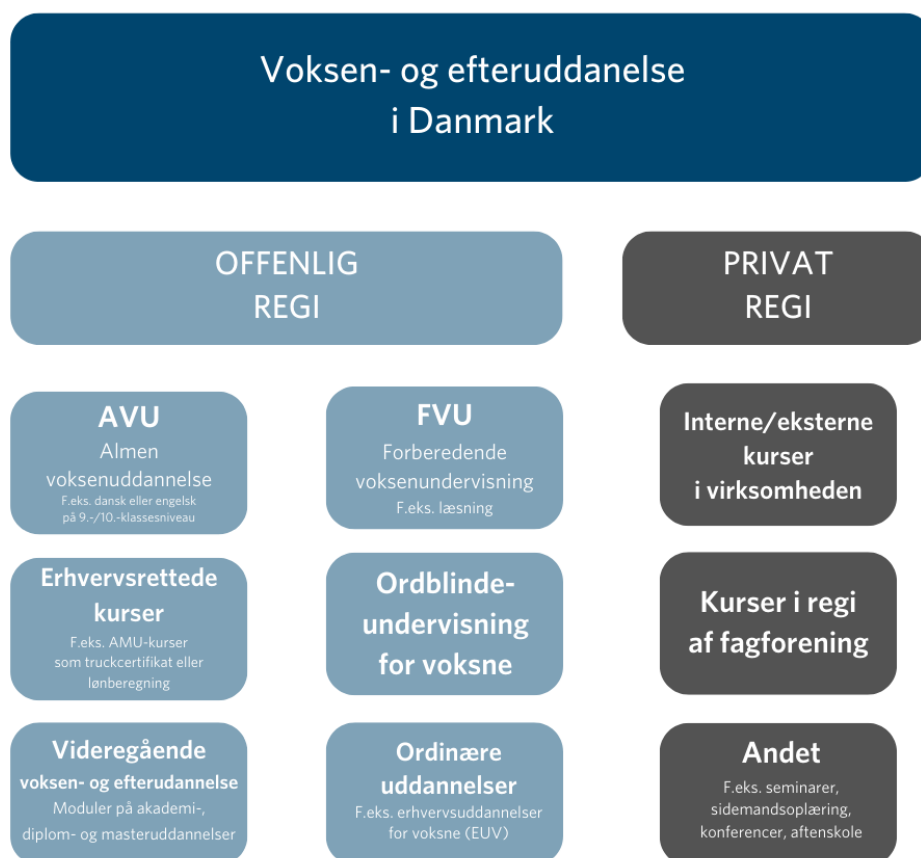 Voksen- og efteruddanelse
i Danmark
OFFENLIG
REGI
PRIVAT
REGI
AVU
Almen
voksenuddannelse
F.eks. dansk eller engelsk
på 9.-/10.-klassesniveau
FVU
Forberedende
voksenundervisning
F.eks. læsning
Interne/eksterne
kurser
i virksomheden
Erhvervsrettede
kurser
F.eks. AMU-kurser
som truckcertifikat eller
lønberegning
Ordblinde-
undervisning
for voksne
Kurser i regi
af fagforening
Videregående
voksen- og efterudannelse
Moduler på akademi-,
diplom- og masteruddannelser
Ordinære
uddannelser
F.eks. erhvervsuddannelser
for voksne (EUV)
Andet
F.eks. seminarer,
sidemandsoplæring,
konferencer, aftenskole